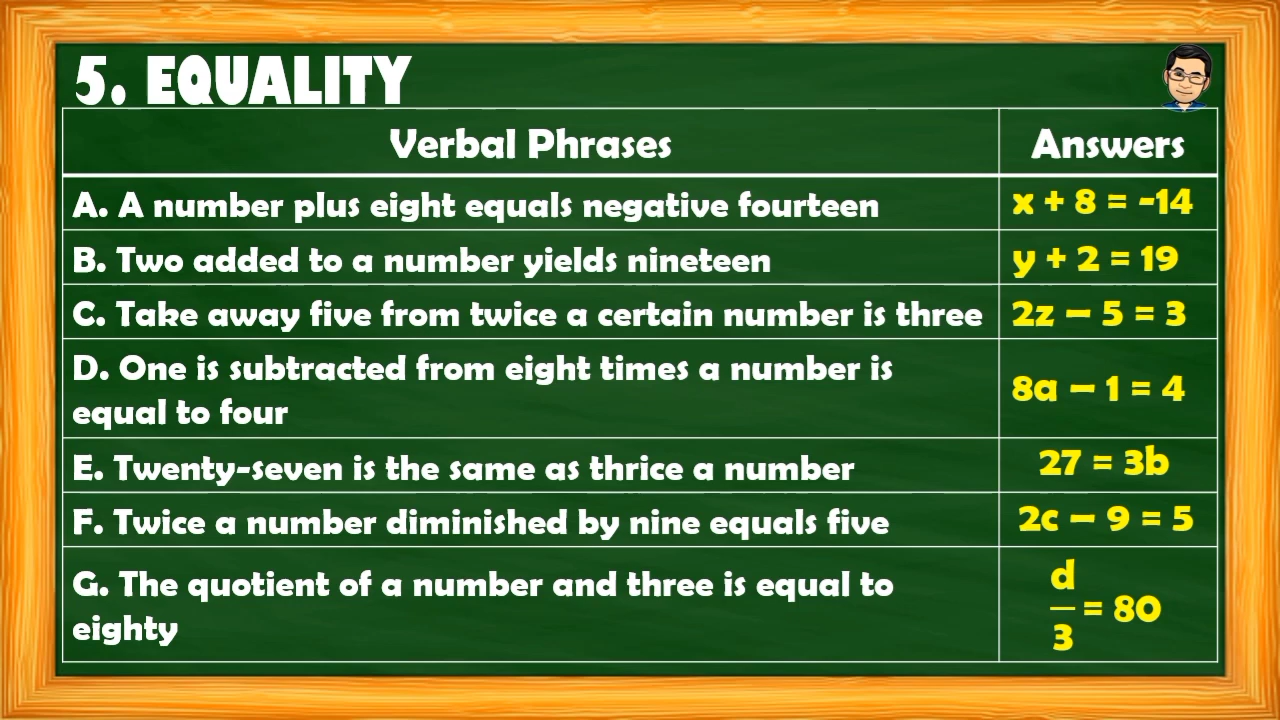 5. EQUALITY
Verbal Phrases Answers
A. A number plus eight equals negative fourteen x + 8 = -14
B. Two added to a number yields nineteen y + 2 = 19
C. Take away five from twice a certain number is three 2z – 5 = 3
D. One is subtracted from eight times a number is
equal to four 8a – 1 = 4
E. Twenty-seven is the same as thrice a number 27 = 3b
F. Twice a number diminished by nine equals five 2c – 9 = 5
G. The quotient of a number and three is equal to
eighty
d
= 80
3